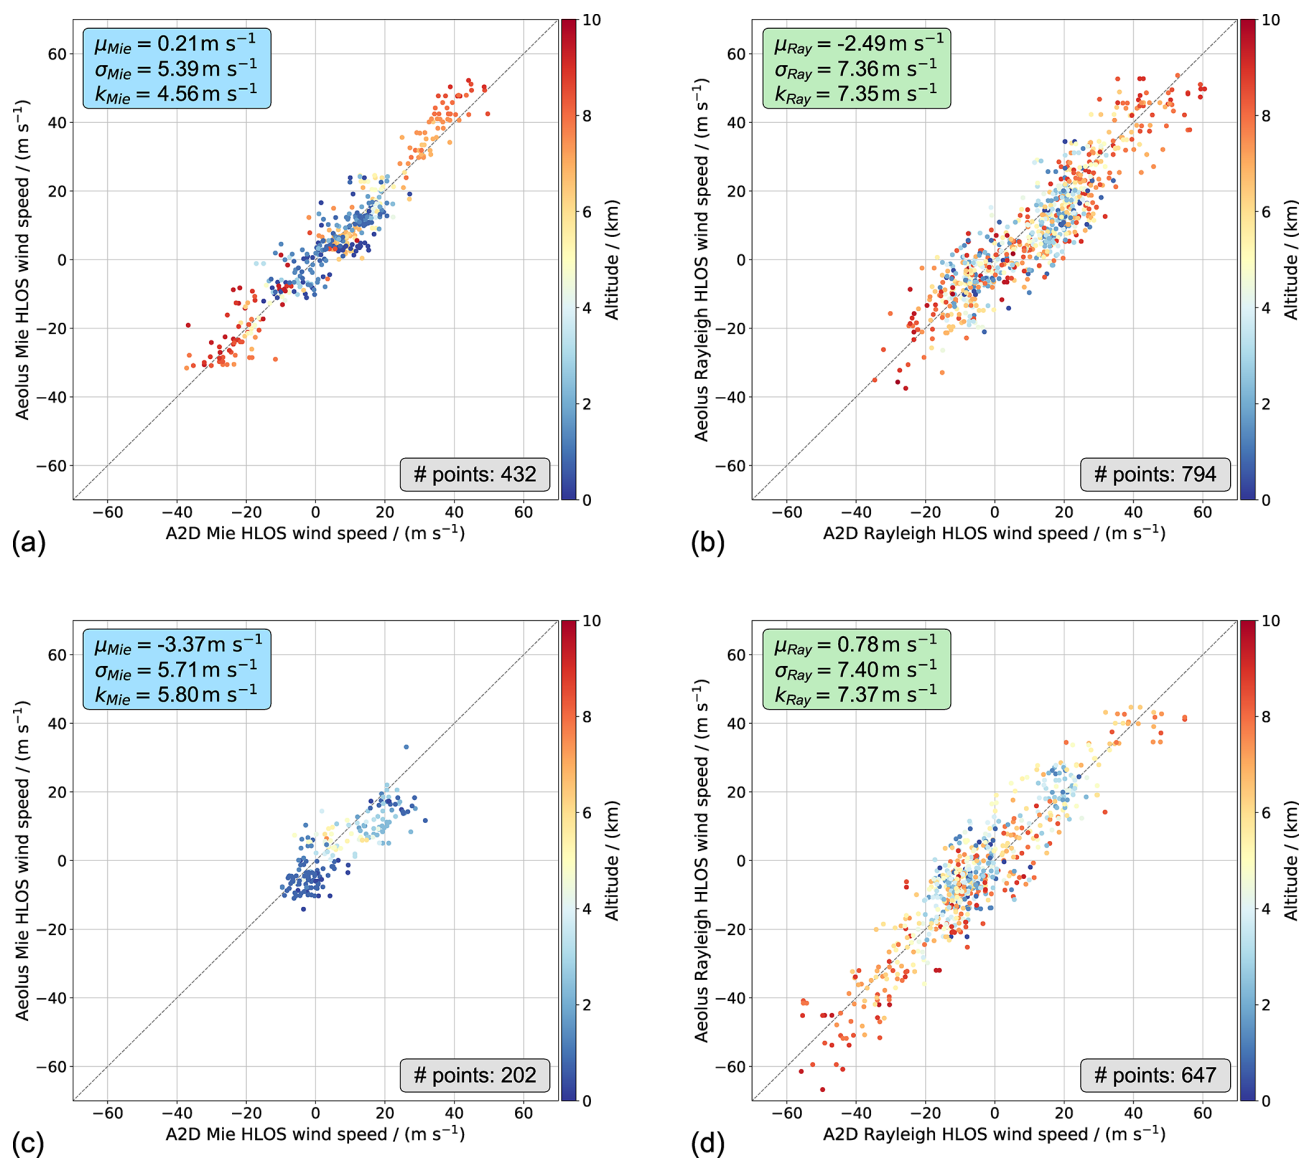 μMie = 0.21 m s⁻¹
σMie = 5.39 m s⁻¹
kMie = 4.56 m s⁻¹
60
40
20
0
−20
−40
−60
Aeolus Mie HLOS wind speed / (m s⁻¹)
# points: 432
−60 −40 −20 0 20 40 60
A2D Mie HLOS wind speed / (m s⁻¹)
10
8
6
4
2
0
Altitude / (km)
(a)
μRay = -2.49 m s⁻¹
σRay = 7.36 m s⁻¹
kRay = 7.35 m s⁻¹
60
40
20
0
−20
−40
−60
Aeolus Rayleigh HLOS wind speed / (m s⁻¹)
# points: 794
−60 −40 −20 0 20 40 60
A2D Rayleigh HLOS wind speed / (m s⁻¹)
10
8
6
4
2
0
Altitude / (km)
(b)
μMie = -3.37 m s⁻¹
σMie = 5.71 m s⁻¹
kMie = 5.80 m s⁻¹
60
40
20
0
−20
−40
−60
Aeolus Mie HLOS wind speed / (m s⁻¹)
# points: 202
−60 −40 −20 0 20 40 60
A2D Mie HLOS wind speed / (m s⁻¹)
10
8
6
4
2
0
Altitude / (km)
(c)
μRay = 0.78 m s⁻¹
σRay = 7.40 m s⁻¹
kRay = 7.37 m s⁻¹
60
40
20
0
−20
−40
−60
Aeolus Rayleigh HLOS wind speed / (m s⁻¹)
# points: 647
−60 −40 −20 0 20 40 60
A2D Rayleigh HLOS wind speed / (m s⁻¹)
10
8
6
4
2
0
Altitude / (km)
(d)